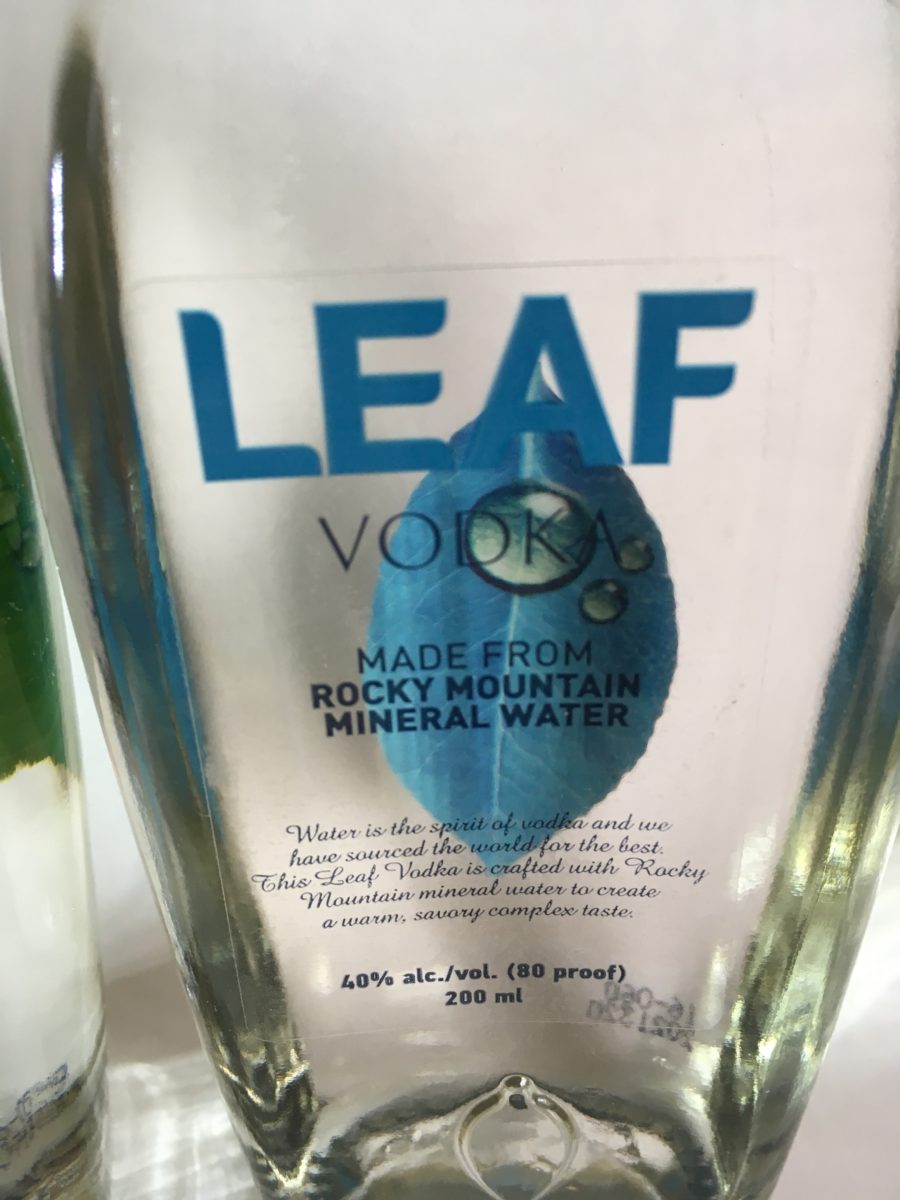 LEAF
VODKA
MADE FROM
ROCKY MOUNTAIN
MINERAL WATER
Water is the spirit of vodka and we
have sourced the world for the best.
This Leaf Vodka is crafted with Rocky
Mountain mineral water to create
a warm, savory complex taste.
40% alc./vol. (80 proof)
200 ml